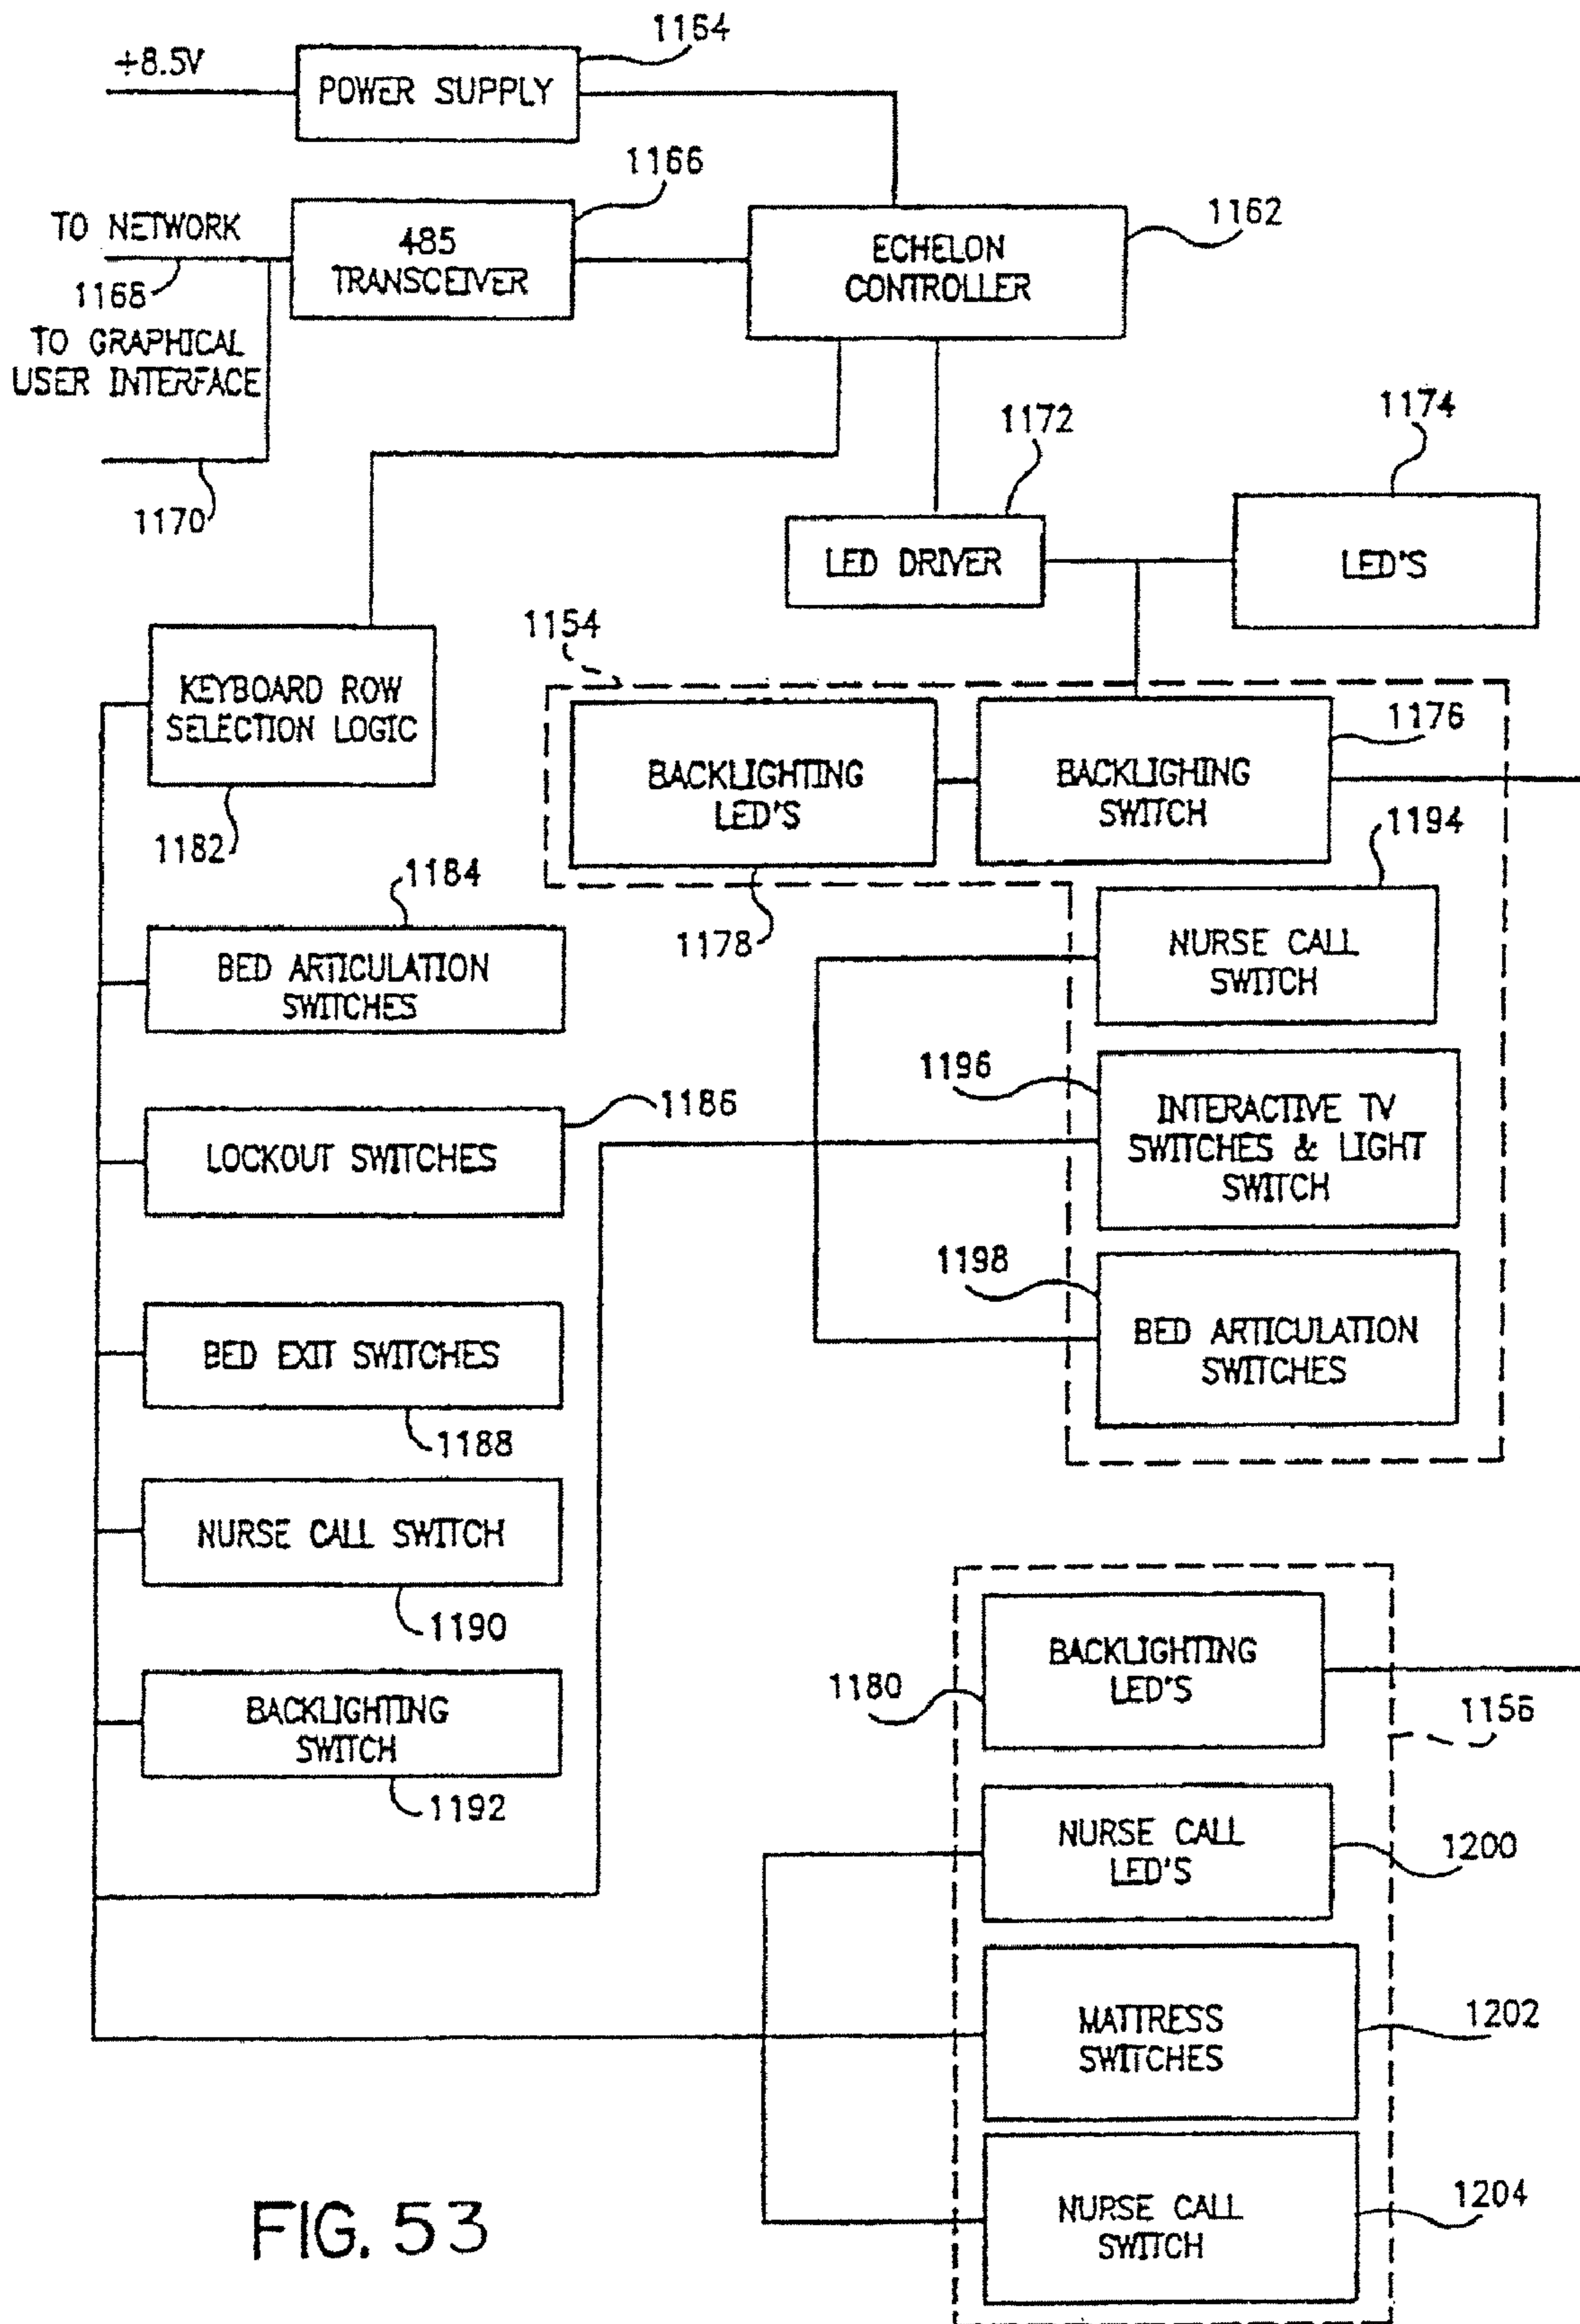 1164
+8.5V
POWER SUPPLY
1166
TO NETWORK
485
TRANSCEIVER
1162
ECHELON
CONTROLLER
1168
TO GRAPHICAL
USER INTERFACE
1170
1172
1174
LED DRIVER
LED'S
1154
KEYBOARD ROW
SELECTION LOGIC
1182
BACKLIGHTING
LED'S
1178
BACKLIGHING
SWITCH
1176
1184
BED ARTICULATION
SWITCHES
1194
NURSE CALL
SWITCH
1186
LOCKOUT SWITCHES
1196
INTERACTIVE TV
SWITCHES & LIGHT
SWITCH
BED EXIT SWITCHES
1188
1198
BED ARTICULATION
SWITCHES
NURSE CALL SWITCH
1190
BACKLIGHTING
SWITCH
1192
1180
BACKLIGHTING
LED'S
1156
NURSE CALL
LED'S
1200
MATTRESS
SWITCHES
1202
NURSE CALL
SWITCH
1204
FIG. 53